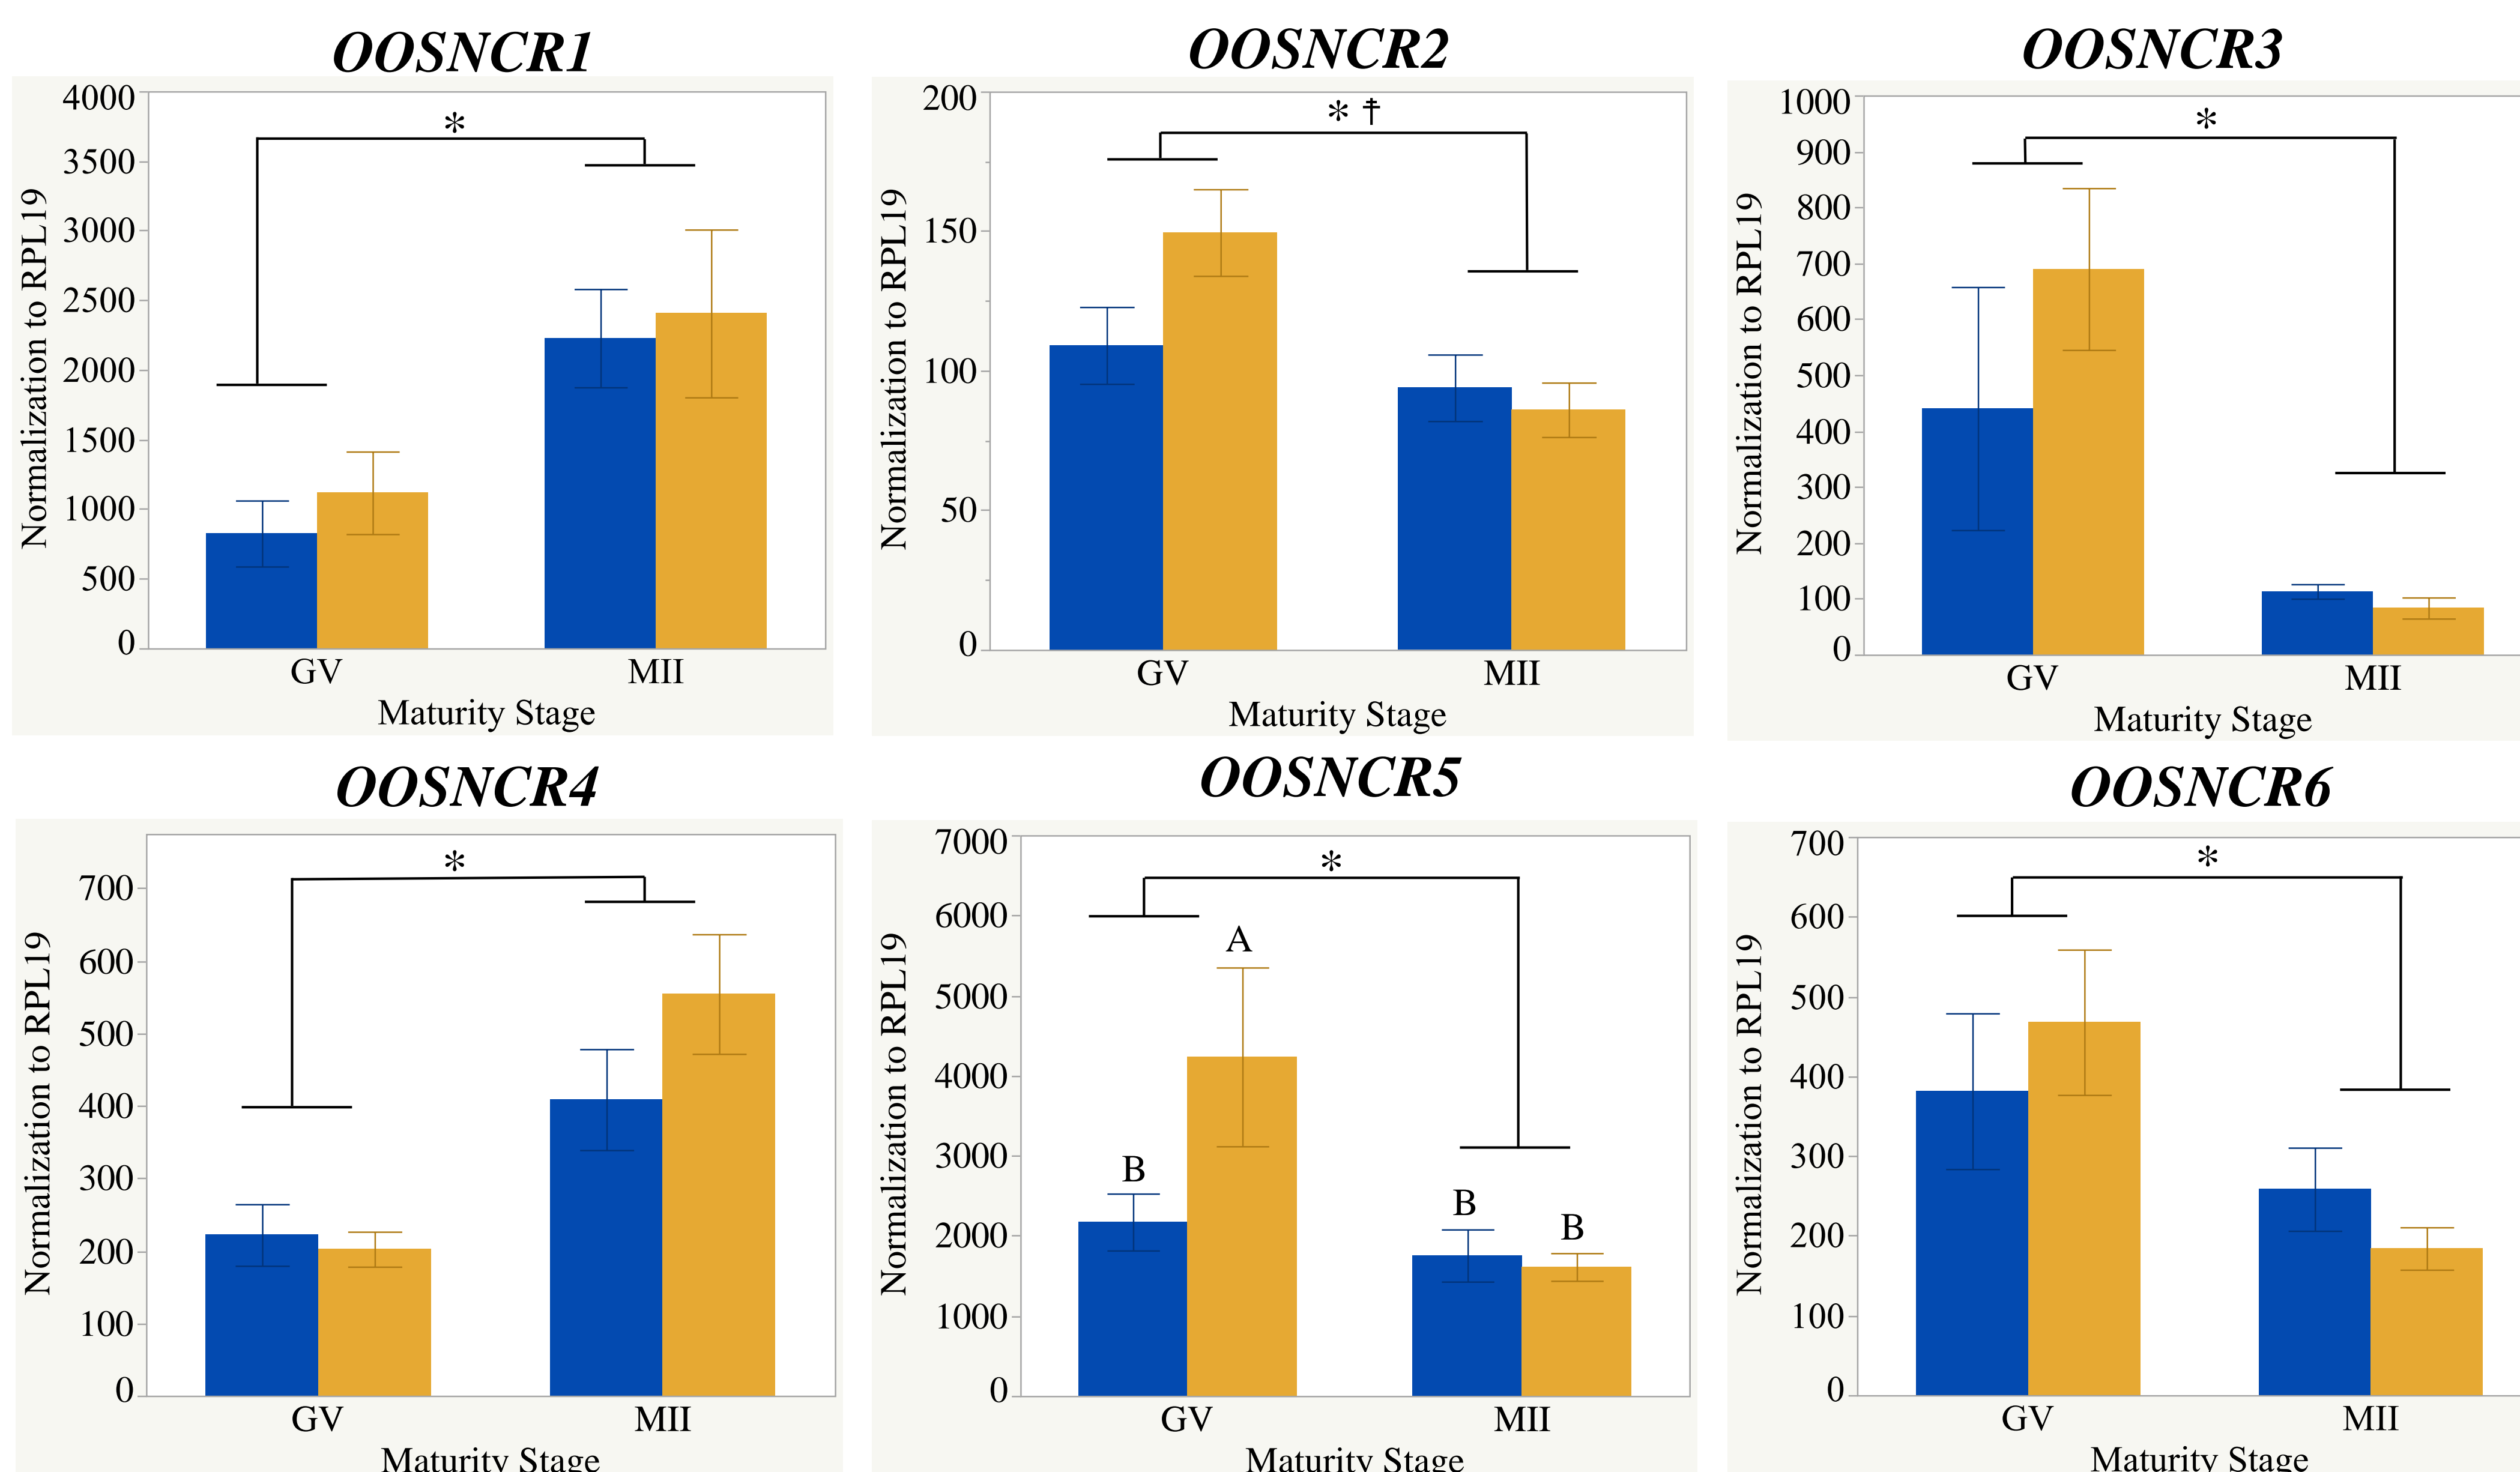 OOSNCR1
4000
3500
3000
2500
2000
1500
1000
500
0
Normalization to RPL19
*
GV
MII
Maturity Stage
OOSNCR2
200
150
100
50
0
Normalization to RPL19
* †
GV
MII
Maturity Stage
OOSNCR3
1000
900
800
700
600
500
400
300
200
100
0
Normalization to RPL19
*
GV
MII
Maturity Stage
OOSNCR4
700
600
500
400
300
200
100
0
Normalization to RPL19
*
GV
MII
Maturity Stage
OOSNCR5
7000
6000
5000
4000
3000
2000
1000
0
Normalization to RPL19
*
B
A
B
B
GV
MII
Maturity Stage
OOSNCR6
700
600
500
400
300
200
100
0
Normalization to RPL19
*
GV
MII
Maturity Stage